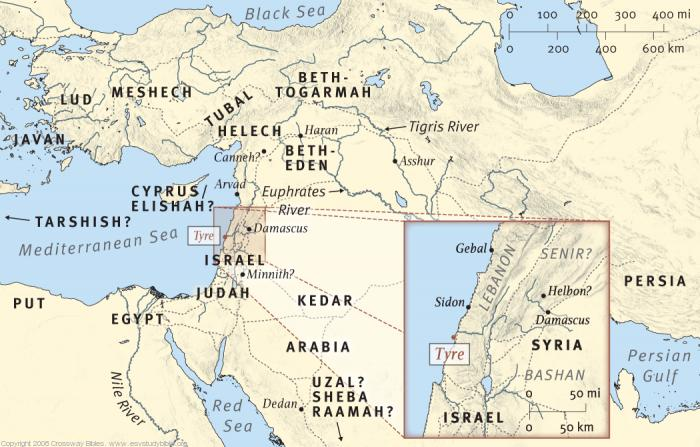 Black Sea
0 100 200 300 400 mi
0 200 400 600 km
BETH-
TOGARMAH
MESHECH
LUD
TUBAL
JAVAN
HELECH
Haran
Tigris River
Canneh?
BETH-
EDEN
Asshur
Arvad
Euphrates
River
CYPRUS/
ELISHAH?
TARSHISH?
Mediterranean Sea
Tyre
Damascus
ISRAEL
Minnith?
JUDAH
PUT
EGYPT
KEDAR
ARABIA
Nile River
Red
Sea
Dedan
UZAL?
SHEBA
RAAMAH?
PERSIA
Persian
Gulf
Gebal
LEBANON
SENIR?
Sidon
Helbon?
Damascus
Tyre
SYRIA
BASHAN
0 50 mi
0 50 km
ISRAEL
Copyright 2006 Crossway Bibles. www.esvstudybible.org